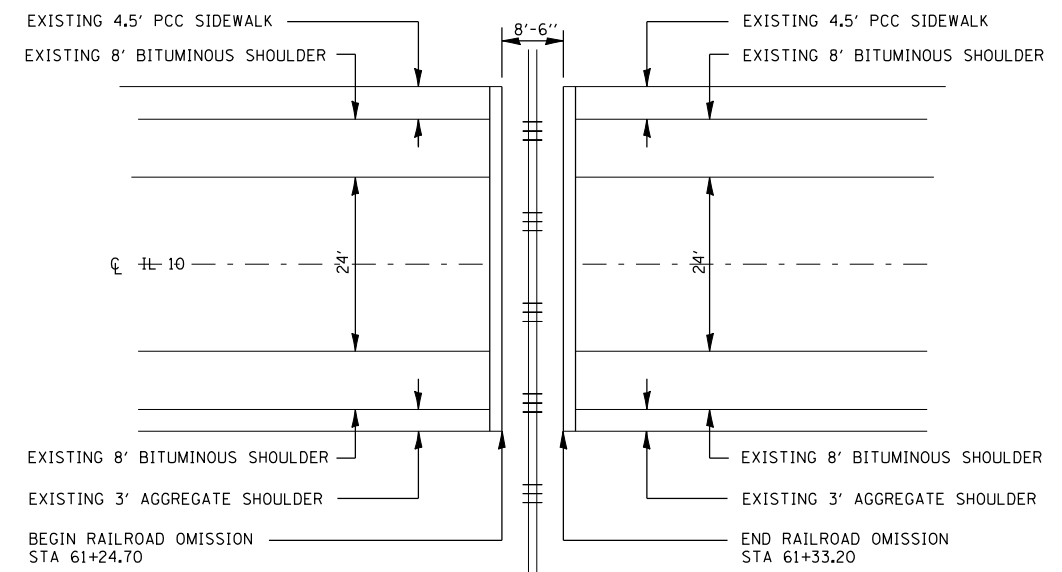 EXISTING 4.5' PCC SIDEWALK
8'-6''
EXISTING 4.5' PCC SIDEWALK
EXISTING 8' BITUMINOUS SHOULDER
EXISTING 8' BITUMINOUS SHOULDER
℄ IL 10
24'
24'
EXISTING 8' BITUMINOUS SHOULDER
EXISTING 8' BITUMINOUS SHOULDER
EXISTING 3' AGGREGATE SHOULDER
EXISTING 3' AGGREGATE SHOULDER
BEGIN RAILROAD OMISSION
STA 61+24.70
END RAILROAD OMISSION
STA 61+33.20